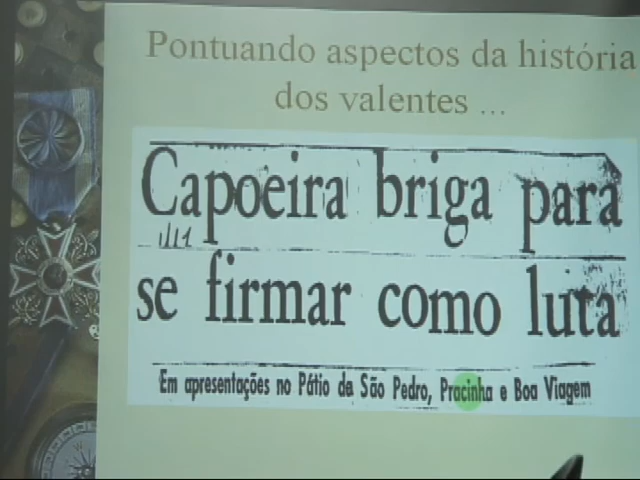 Pontuando aspectos da história
dos valentes ...
Capoeira briga para
se firmar como luta
Em apresentações no Pátio de São Pedro, Pracinha e Boa Viagem